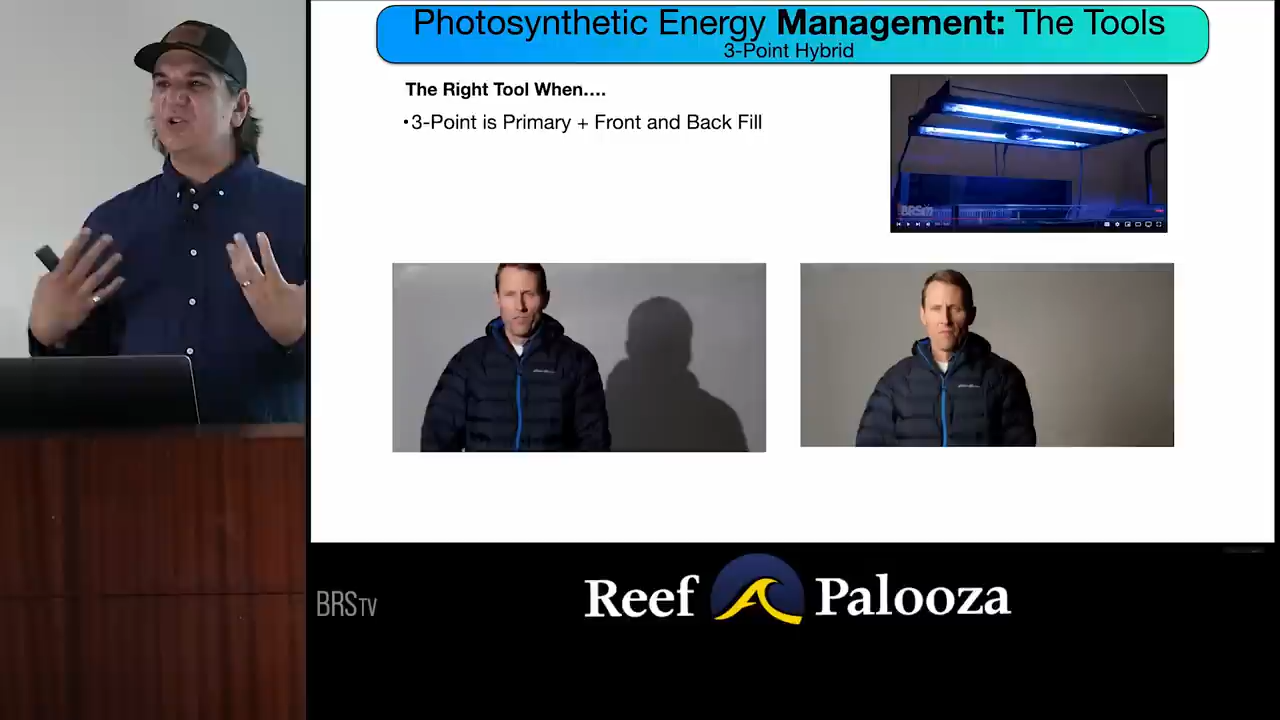 Photosynthetic Energy Management: The Tools
3-Point Hybrid
The Right Tool When....
•3-Point is Primary + Front and Back Fill
BRStv
BRSTV
Reef Palooza